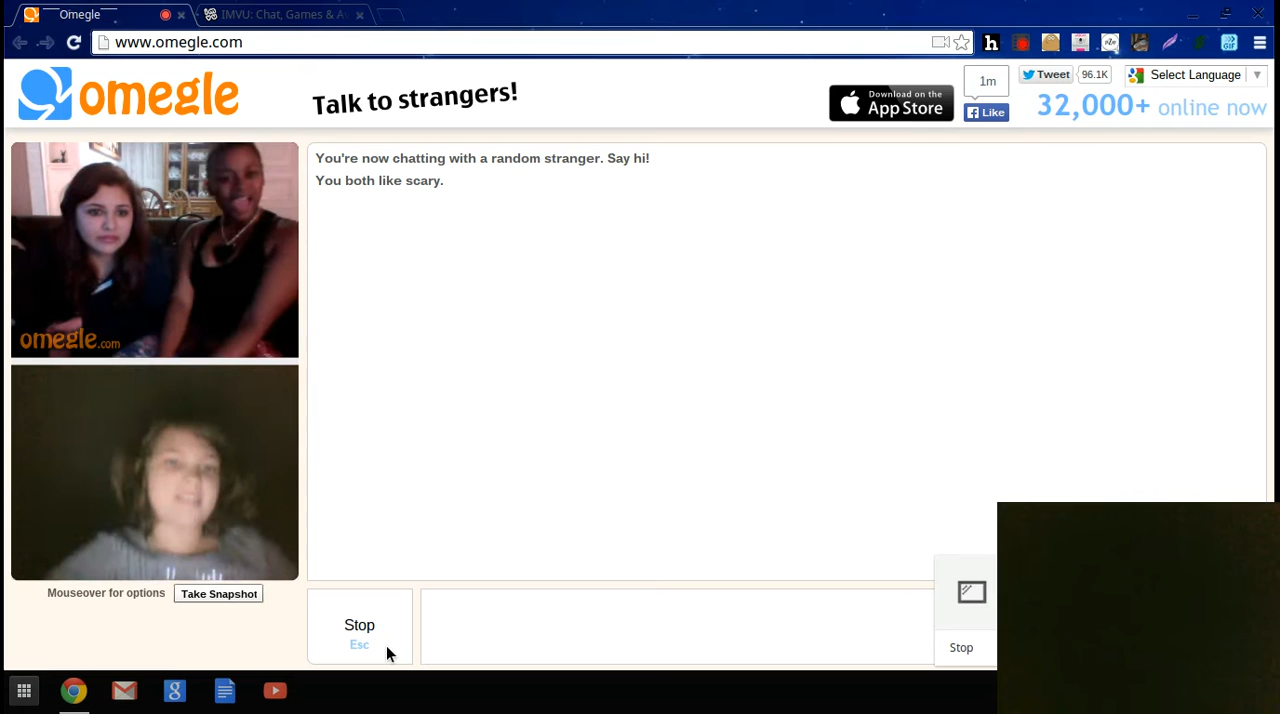 Omegle
IMVU: Chat, Games & Av
www.omegle.com
omegle
Talk to strangers!
Download on the
App Store
1m
Like
Tweet
96.1K
Select Language
32,000+ online now
You're now chatting with a random stranger. Say hi!
You both like scary.
omegle.com
Mouseover for options
Take Snapshot
Stop
Esc
Stop